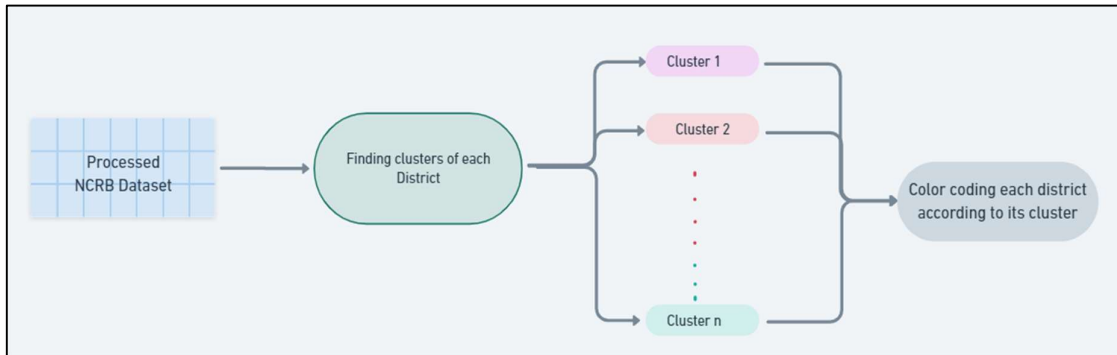 Processed
NCRB Dataset
Finding clusters of each
District
Cluster 1
Cluster 2
Cluster n
Color coding each district
according to its cluster